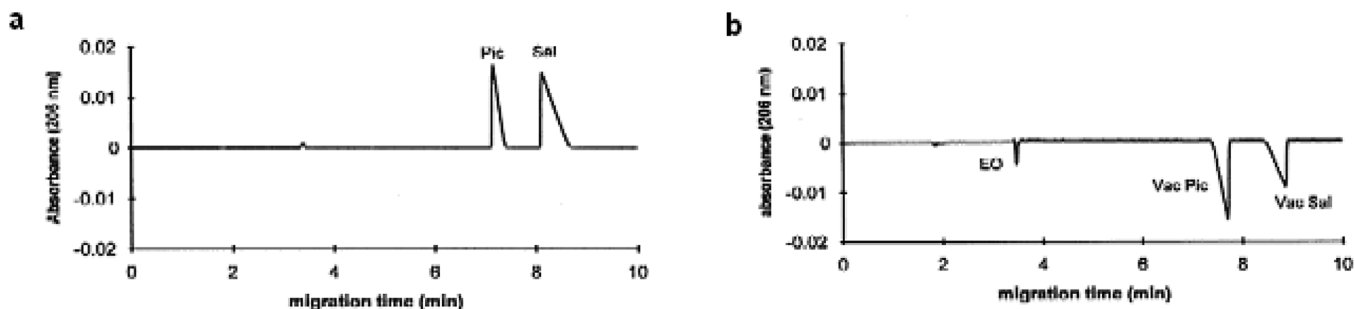 a
Absorbance (206 nm)
0.02
0.01
0
-0.01
-0.02
Pic Sal
0 2 4 6 8 10
migration time (min)
b
absorbance (206 nm)
0.02
0.01
0
-0.01
-0.02
EO
Vac Pic
Vac Sal
0 2 4 6 8 10
migration time (min)